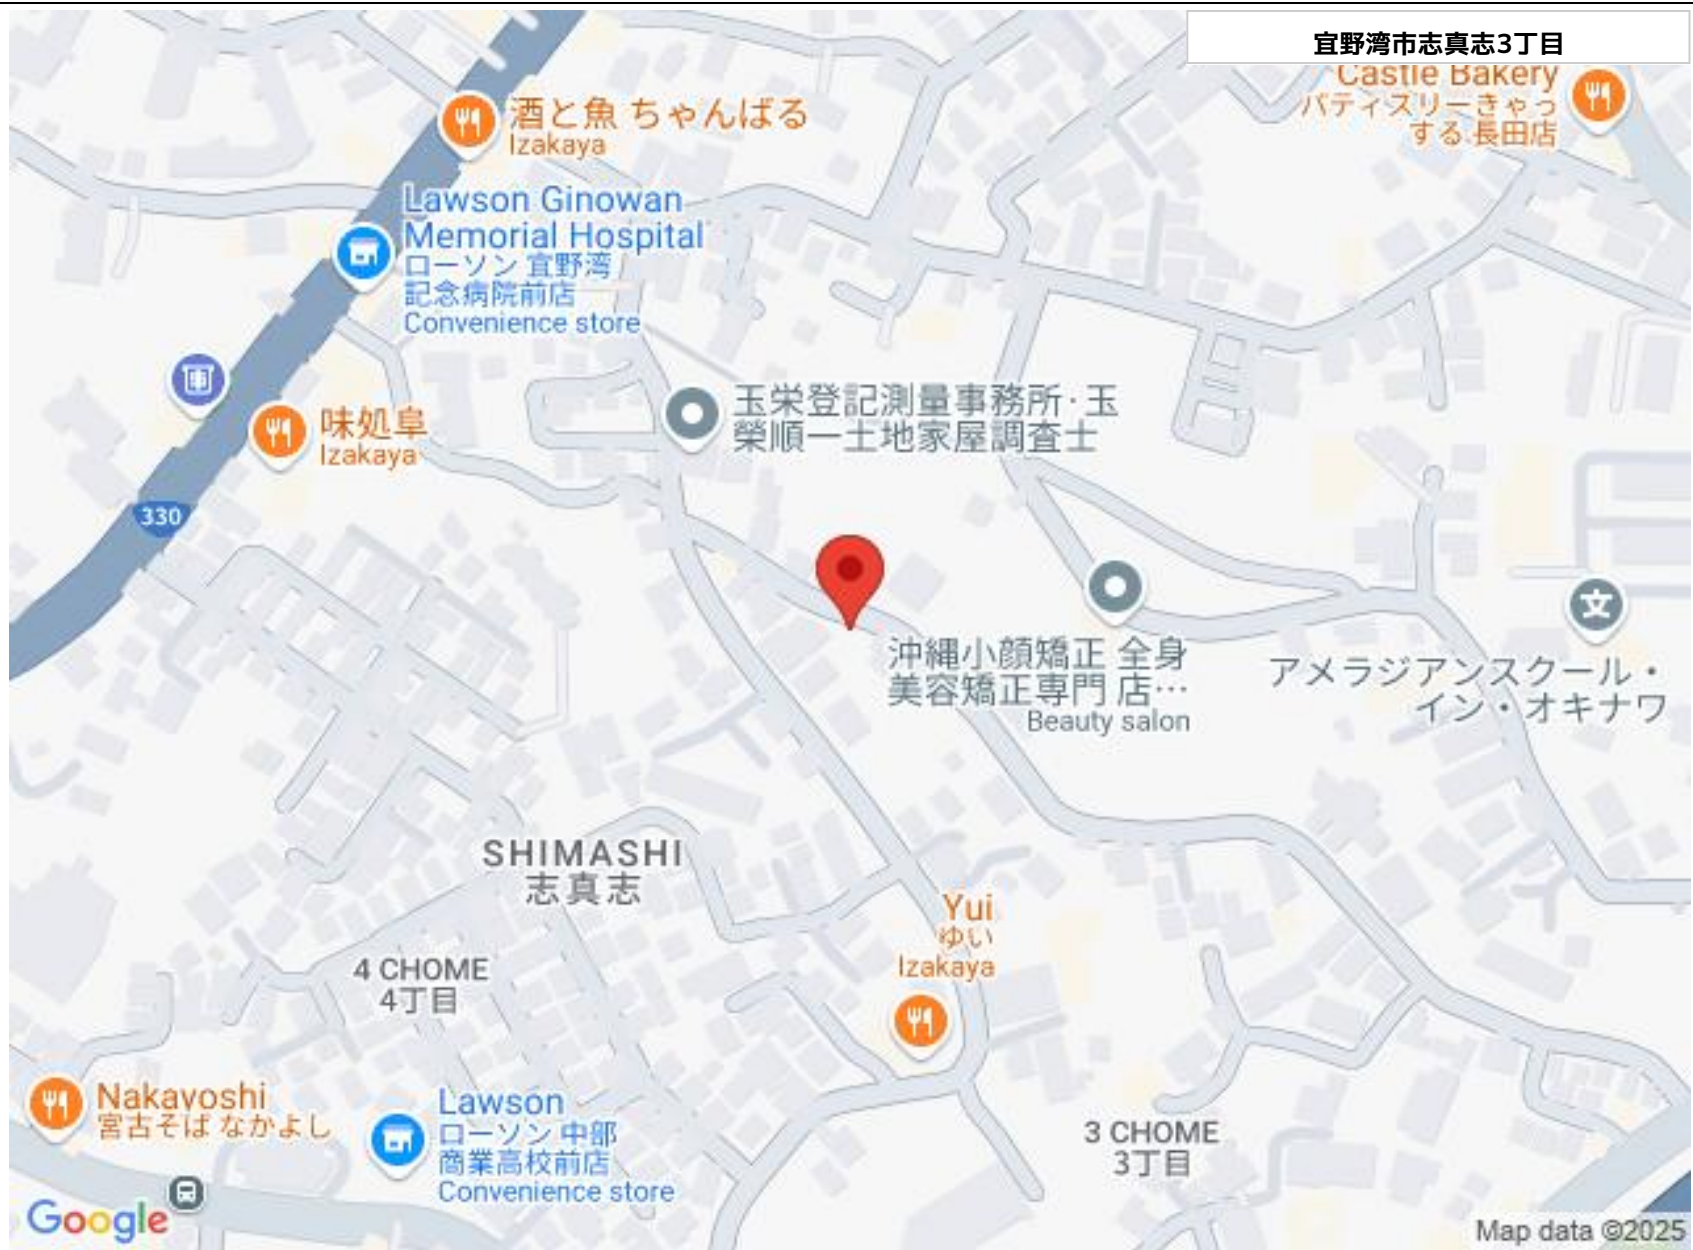 宜野湾市志真志3丁目
Castle Bakery
パティスリーきゃっ
する 長田店
酒と魚 ちゃんばる
Izakaya
Lawson Ginowan
Memorial Hospital
ローソン 宜野湾
記念病院前店
Convenience store
玉栄登記測量事務所·玉
榮順一土地家屋調査士
味処阜
Izakaya
330
沖縄小顔矯正 全身
美容矯正専門 店…
Beauty salon
文
アメラジアンスクール・
イン・オキナワ
SHIMASHI
志真志
Yui
ゆい
Izakaya
4 CHOME
4丁目
Nakayoshi
宮古そば なかよし
Lawson
ローソン 中部
商業高校前店
Convenience store
3 CHOME
3丁目
Google
Map data ©2025